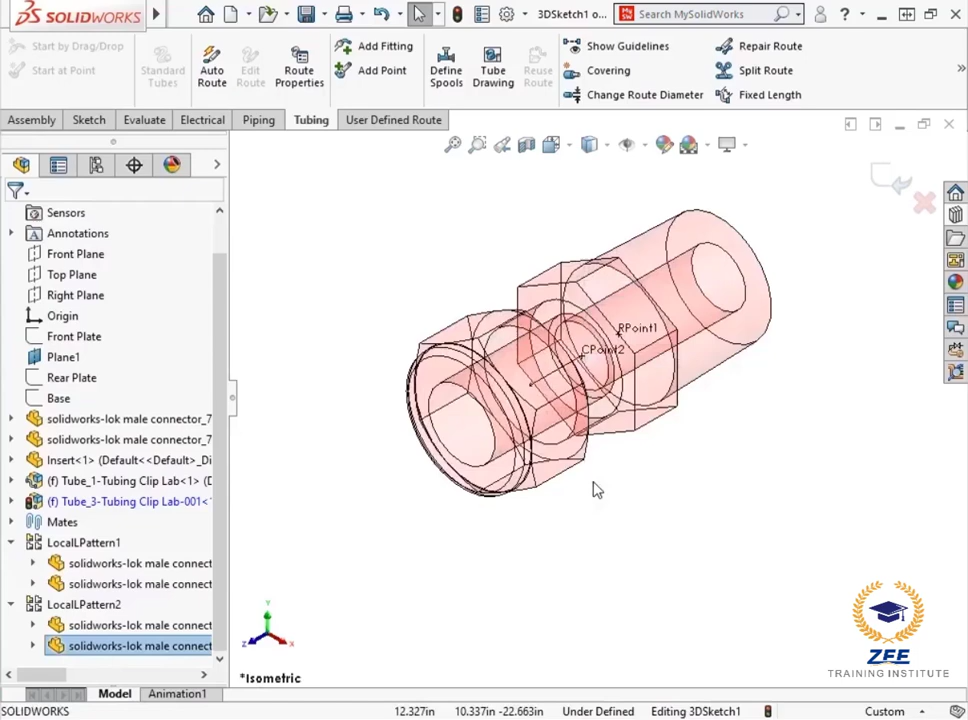 SOLIDWORKS
3DSketch1 o...
Search MySolidWorks
Start by Drag/Drop
Start at Point
Standard Tubes
Auto Route
Edit Route
Route Properties
Add Fitting
Add Point
Define Spools
Tube Drawing
Reuse Route
Show Guidelines
Covering
Change Route Diameter
Repair Route
Split Route
Fixed Length
Assembly
Sketch
Evaluate
Electrical
Piping
Tubing
User Defined Route
Sensors
Annotations
Front Plane
Top Plane
Right Plane
Origin
Front Plate
Plane1
Rear Plate
Base
solidworks-lok male connector_7
solidworks-lok male connector_7
Insert<1> (Default<<Default>_Di
(f) Tube_1-Tubing Clip Lab<1> (D
(f) Tube_3-Tubing Clip Lab-001<
Mates
LocalLPattern1
solidworks-lok male connect
solidworks-lok male connect
LocalLPattern2
solidworks-lok male connect
solidworks-lok male connect
RPoint1
CPoint2
Y
Z
X
*Isometric
ZEE
TRAINING INSTITUTE
Model
Animation1
SOLIDWORKS
12.327in
10.337in -22.663in
Under Defined
Editing 3DSketch1
Custom